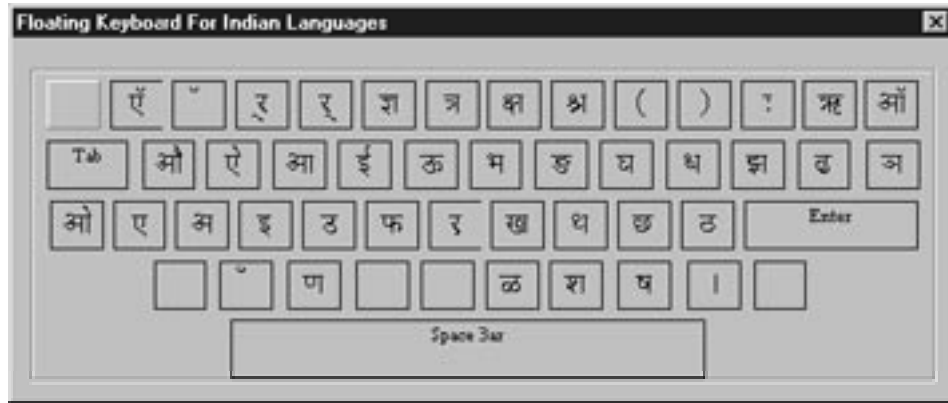 Floating Keyboard For Indian Languages
ऍ ॅ ्र र् ज्ञ त्र क्ष श्र ( ) ः ऋ ऑ
Tab औ ऐ आ ई ऊ भ ङ घ ध झ ढ ञ
ओ ए अ इ उ फ ऱ ख थ छ ठ Enter
ँ ण ळ श ष ।
Space Bar